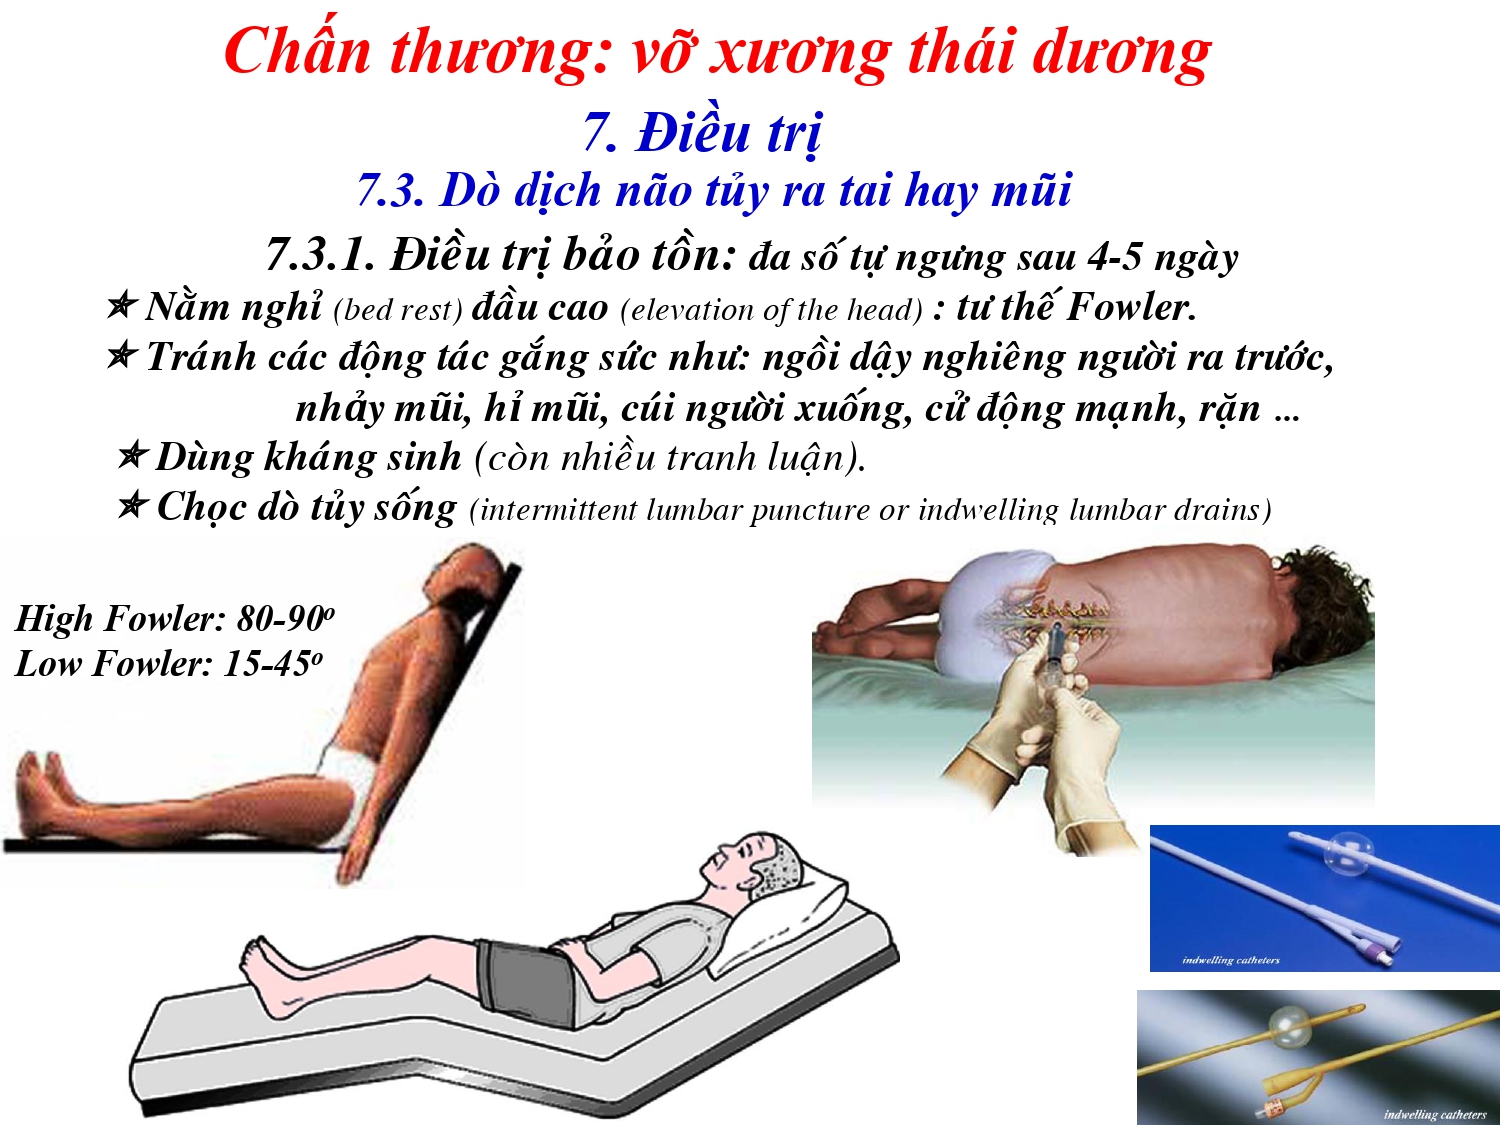 Chấn thương: vỡ xương thái dương
7. Điều trị
7.3. Dò dịch não tủy ra tai hay mũi
7.3.1. Điều trị bảo tồn: đa số tự ngưng sau 4-5 ngày
✯ Nằm nghỉ (bed rest) đầu cao (elevation of the head) : tư thế Fowler.
✯ Tránh các động tác gắng sức như: ngồi dậy nghiêng người ra trước,
nhảy mũi, hỉ mũi, cúi người xuống, cử động mạnh, rặn ...
✯ Dùng kháng sinh (còn nhiều tranh luận).
✯ Chọc dò tủy sống (intermittent lumbar puncture or indwelling lumbar drains)
High Fowler: 80-90º
Low Fowler: 15-45º
indwelling catheters
indwelling catheters